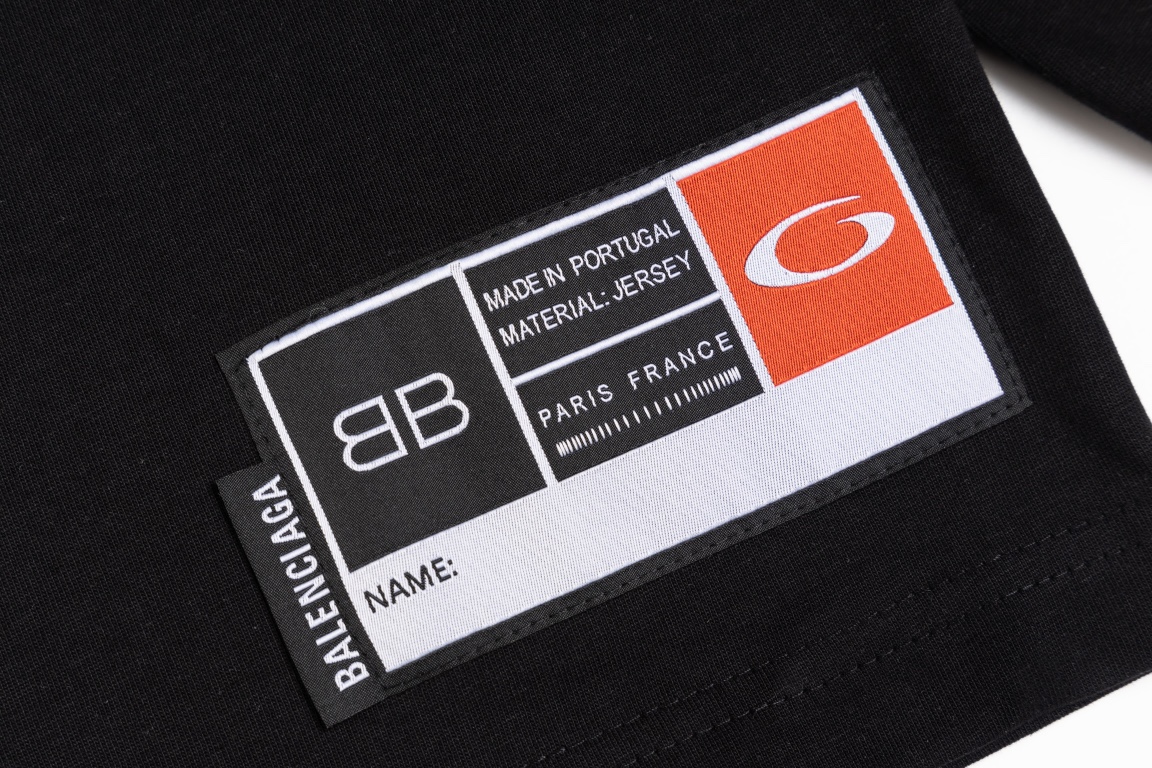 BB
MADE IN PORTUGAL
MATERIAL: JERSEY
PARIS FRANCE
NAME:
BALENCIAGA